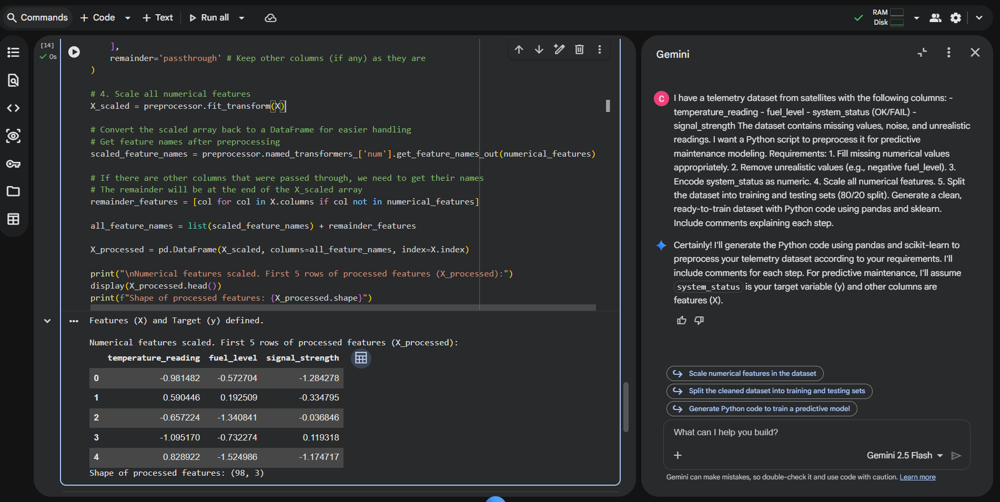 Commands
+ Code
+ Text
Run all
RAM
Disk
[14]
0s
],
remainder='passthrough' # Keep other columns (if any) as they are
)
# 4. Scale all numerical features
X_scaled = preprocessor.fit_transform(X)
# Convert the scaled array back to a DataFrame for easier handling
# Get feature names after preprocessing
scaled_feature_names = preprocessor.named_transformers_['num'].get_feature_names_out(numerical_features)
# If there are other columns that were passed through, we need to get their names
# The remainder will be at the end of the X_scaled array
remainder_features = [col for col in X.columns if col not in numerical_features]
all_feature_names = list(scaled_feature_names) + remainder_features
X_processed = pd.DataFrame(X_scaled, columns=all_feature_names, index=X.index)
print("\nNumerical features scaled. First 5 rows of processed features (X_processed):")
display(X_processed.head())
print(f"Shape of processed features: {X_processed.shape}")
Features (X) and Target (y) defined.
Numerical features scaled. First 5 rows of processed features (X_processed):
temperature_reading fuel_level signal_strength
0 -0.981482 -0.572704 -1.284278
1 0.590446 0.192509 -0.334795
2 -0.657224 -1.340841 -0.036846
3 -1.095170 -0.732274 0.119318
4 0.828922 -1.524986 -1.174717
Shape of processed features: (98, 3)
Gemini
C
I have a telemetry dataset from satellites with the following columns: -
temperature_reading - fuel_level - system_status (OK/FAIL) -
signal_strength The dataset contains missing values, noise, and unrealistic
readings. I want a Python script to preprocess it for predictive
maintenance modeling. Requirements: 1. Fill missing numerical values
appropriately. 2. Remove unrealistic values (e.g., negative fuel_level). 3.
Encode system_status as numeric. 4. Scale all numerical features. 5. Split
the dataset into training and testing sets (80/20 split). Generate a clean,
ready-to-train dataset with Python code using pandas and sklearn.
Include comments explaining each step.
Certainly! I'll generate the Python code using pandas and scikit-learn to
preprocess your telemetry dataset according to your requirements. I'll
include comments for each step. For predictive maintenance, I'll assume
system_status is your target variable (y) and other columns are
features (X).
Scale numerical features in the dataset
Split the cleaned dataset into training and testing sets
Generate Python code to train a predictive model
What can I help you build?
Gemini 2.5 Flash
Gemini can make mistakes, so double-check it and use code with caution. Learn more